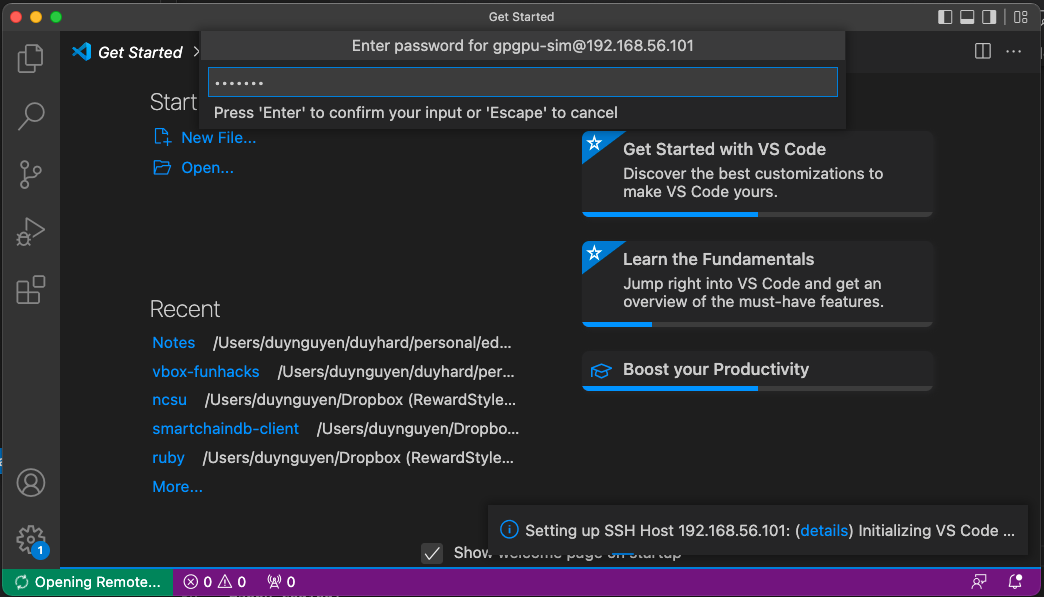 Get Started
Enter password for gpgpu-sim@192.168.56.101
•••••••
Press 'Enter' to confirm your input or 'Escape' to cancel
Get Started >
Start
New File...
Open...
Get Started with VS Code
Discover the best customizations to
make VS Code yours.
Learn the Fundamentals
Jump right into VS Code and get an
overview of the must-have features.
Boost your Productivity
Recent
Notes /Users/duynguyen/duyhard/personal/ed...
vbox-funhacks /Users/duynguyen/duyhard/per...
ncsu /Users/duynguyen/Dropbox (RewardStyle...
smartchaindb-client /Users/duynguyen/Dropbo...
ruby /Users/duynguyen/Dropbox (RewardStyle...
More...
Setting up SSH Host 192.168.56.101: (details) Initializing VS Code ...
Show welcome page on startup
1
Opening Remote... 0 0 0